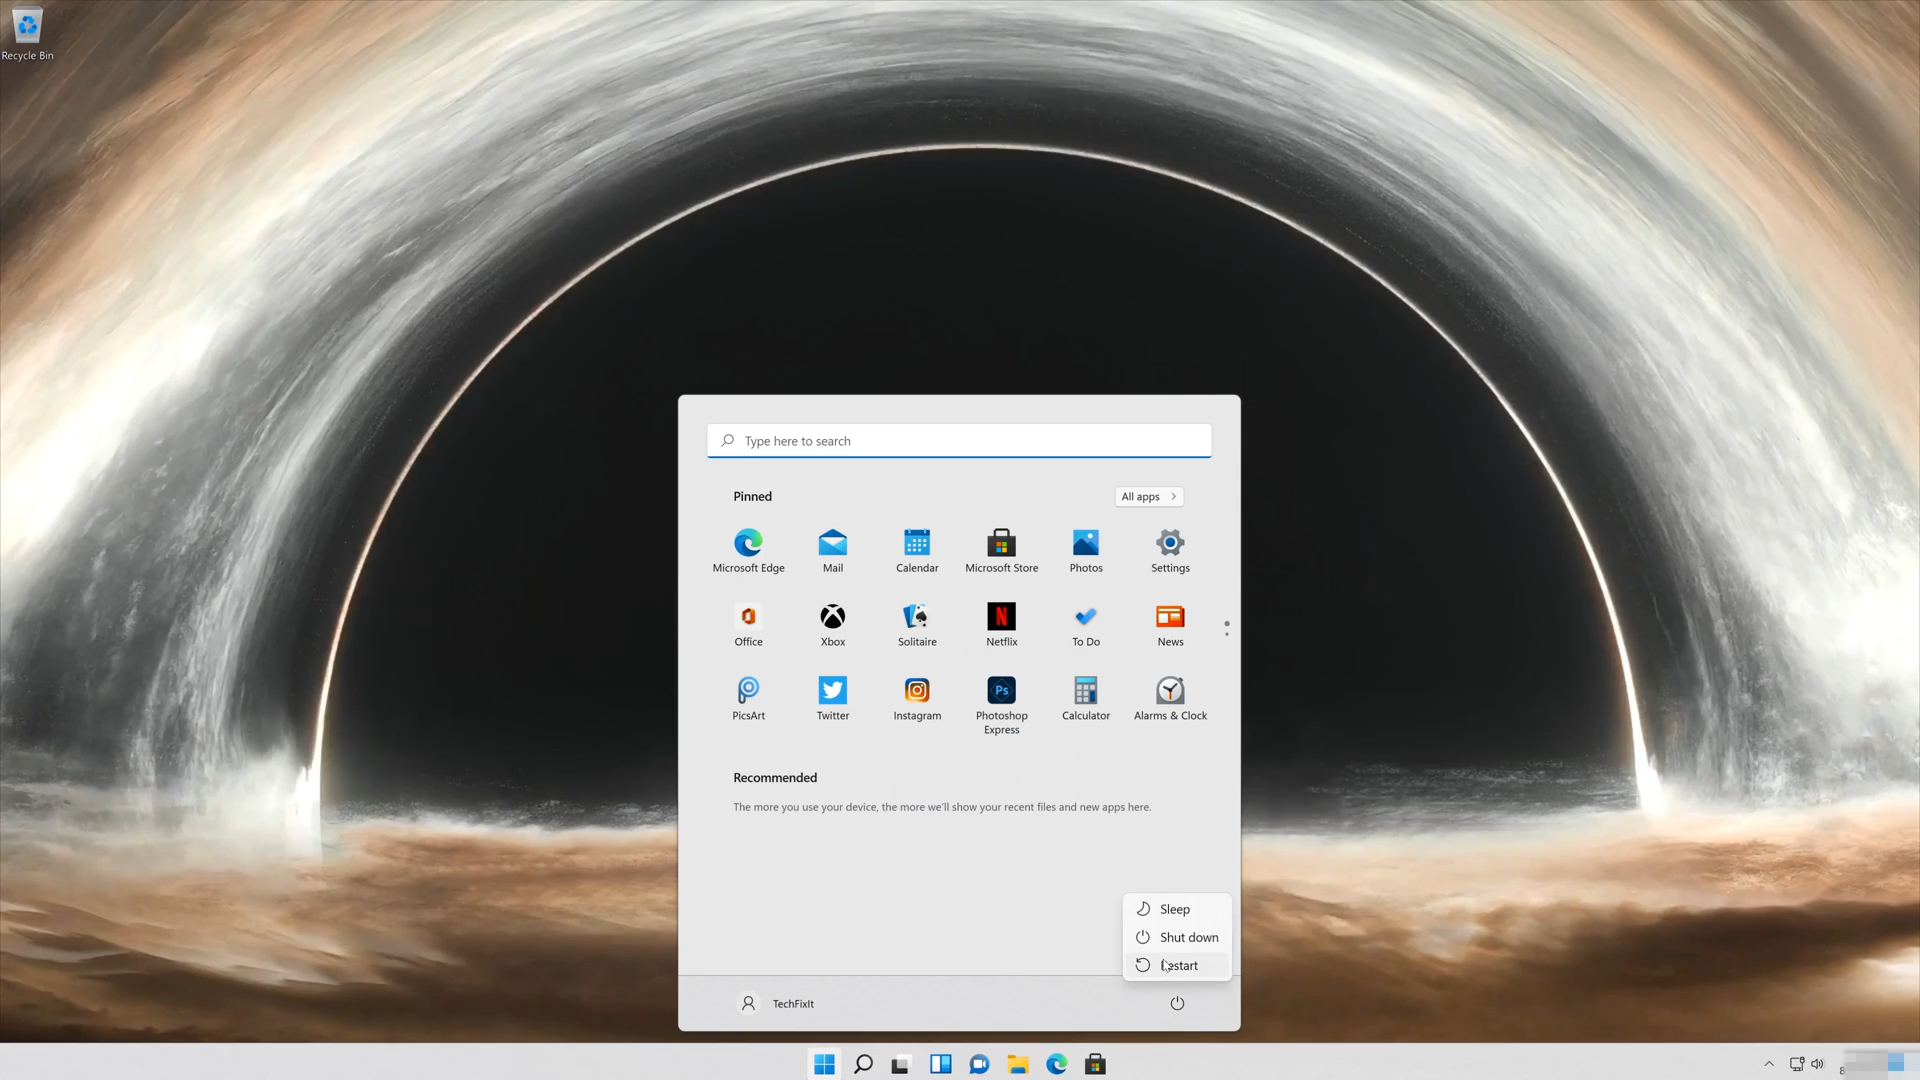 Recycle Bin
Type here to search
Pinned
All apps
Microsoft Edge
Mail
Calendar
Microsoft Store
Photos
Settings
Office
Xbox
Solitaire
Netflix
To Do
News
PicsArt
Twitter
Instagram
Photoshop
Express
Calculator
Alarms & Clock
Recommended
The more you use your device, the more we'll show your recent files and new apps here.
Sleep
Shut down
Restart
TechFixIt